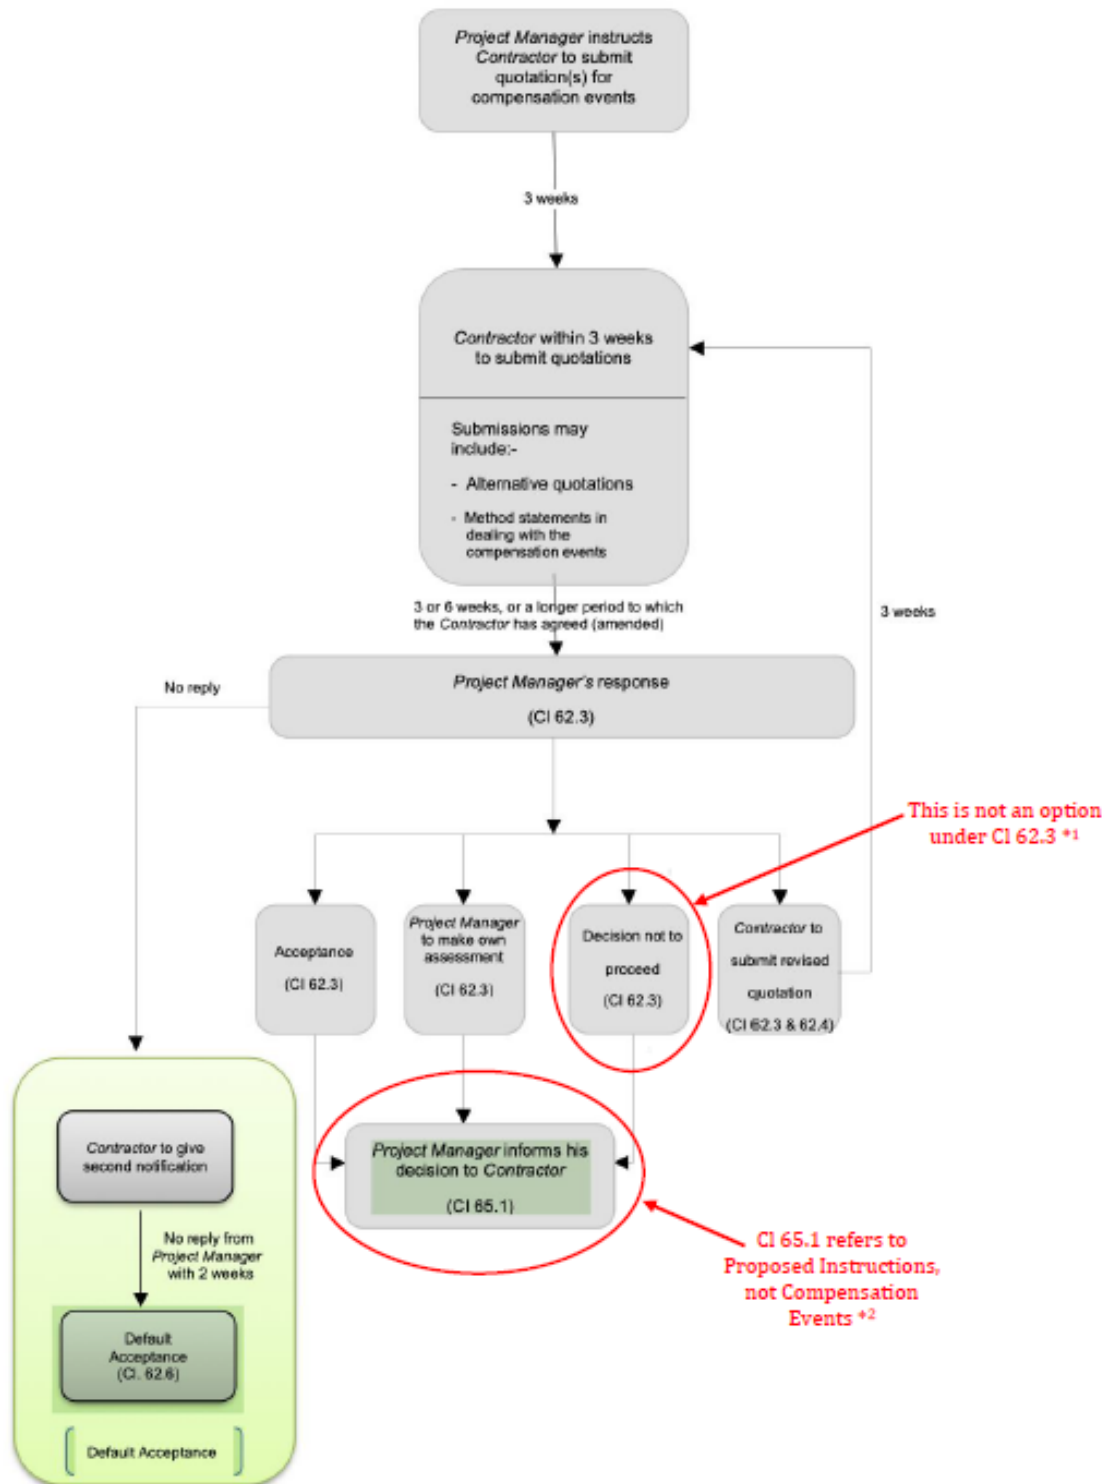 Project Manager instructs
Contractor to submit
quotation(s) for
compensation events
3 weeks
Contractor within 3 weeks
to submit quotations
Submissions may
include:-
- Alternative quotations
- Method statements in
dealing with the
compensation events
3 or 6 weeks, or a longer period to which
the Contractor has agreed (amended)
3 weeks
No reply
Project Manager's response
(Cl 62.3)
This is not an option
under Cl 62.3 *1
Acceptance
(Cl 62.3)
Project Manager
to make own
assessment
(Cl 62.3)
Decision not to
proceed
(Cl 62.3)
Contractor to
submit revised
quotation
(Cl 62.3 & 62.4)
Contractor to give
second notification
No reply from
Project Manager
with 2 weeks
Default
Acceptance
(Cl. 62.6)
[ Default Acceptance ]
Project Manager informs his
decision to Contractor
(Cl 65.1)
Cl 65.1 refers to
Proposed Instructions,
not Compensation
Events *2